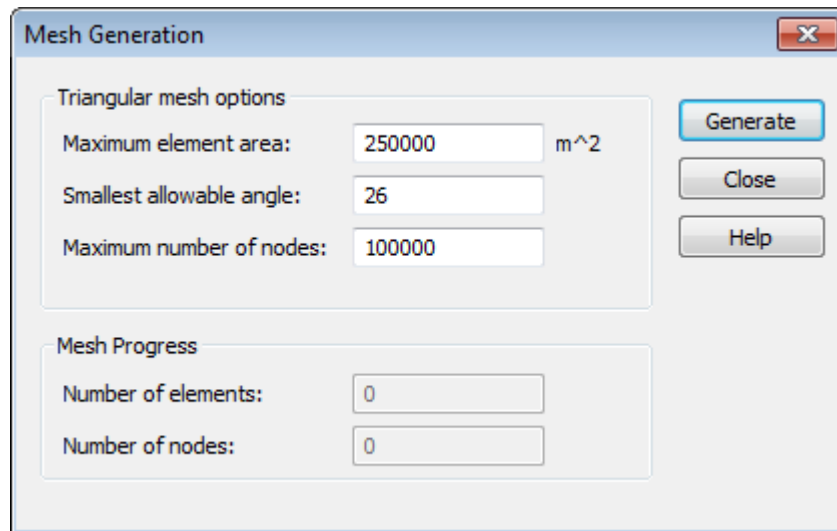 Mesh Generation
Triangular mesh options
Maximum element area: 250000 m^2
Smallest allowable angle: 26
Maximum number of nodes: 100000
Generate
Close
Help
Mesh Progress
Number of elements: 0
Number of nodes: 0